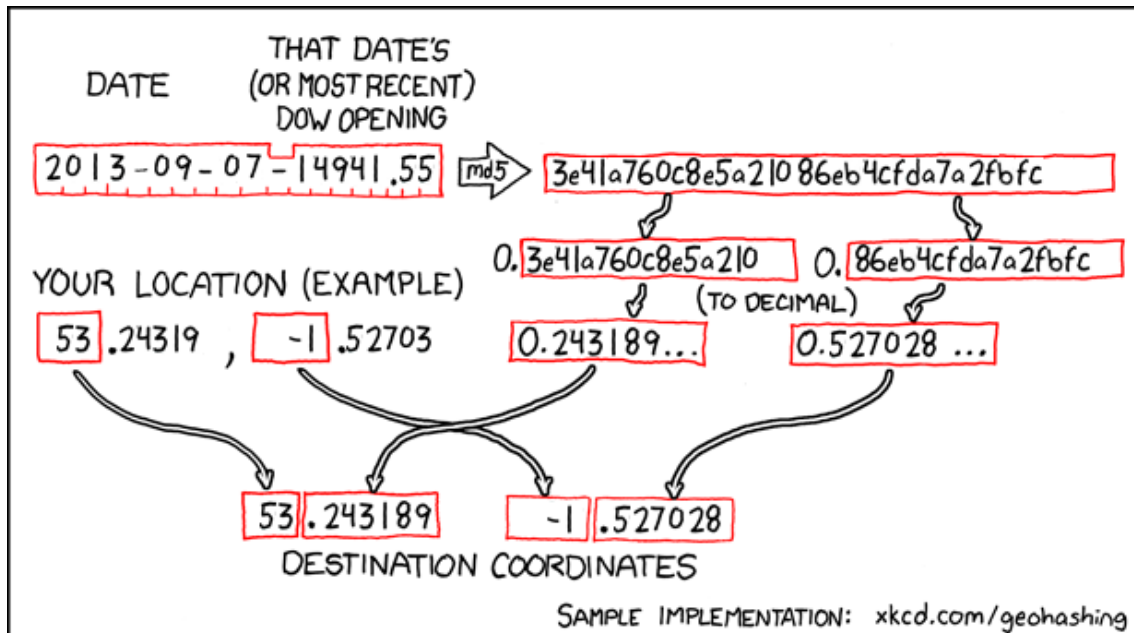 DATE
THAT DATE'S
(OR MOST RECENT)
DOW OPENING
2013-09-07-14941.55
md5
3e41a760c8e5a21086eb4cfda7a2fbfc
0.3e41a760c8e5a210
0.86eb4cfda7a2fbfc
YOUR LOCATION (EXAMPLE)
(TO DECIMAL)
53.24319, -1.52703
0.243189...
0.527028...
53.243189
-1.527028
DESTINATION COORDINATES
SAMPLE IMPLEMENTATION: xkcd.com/geohashing